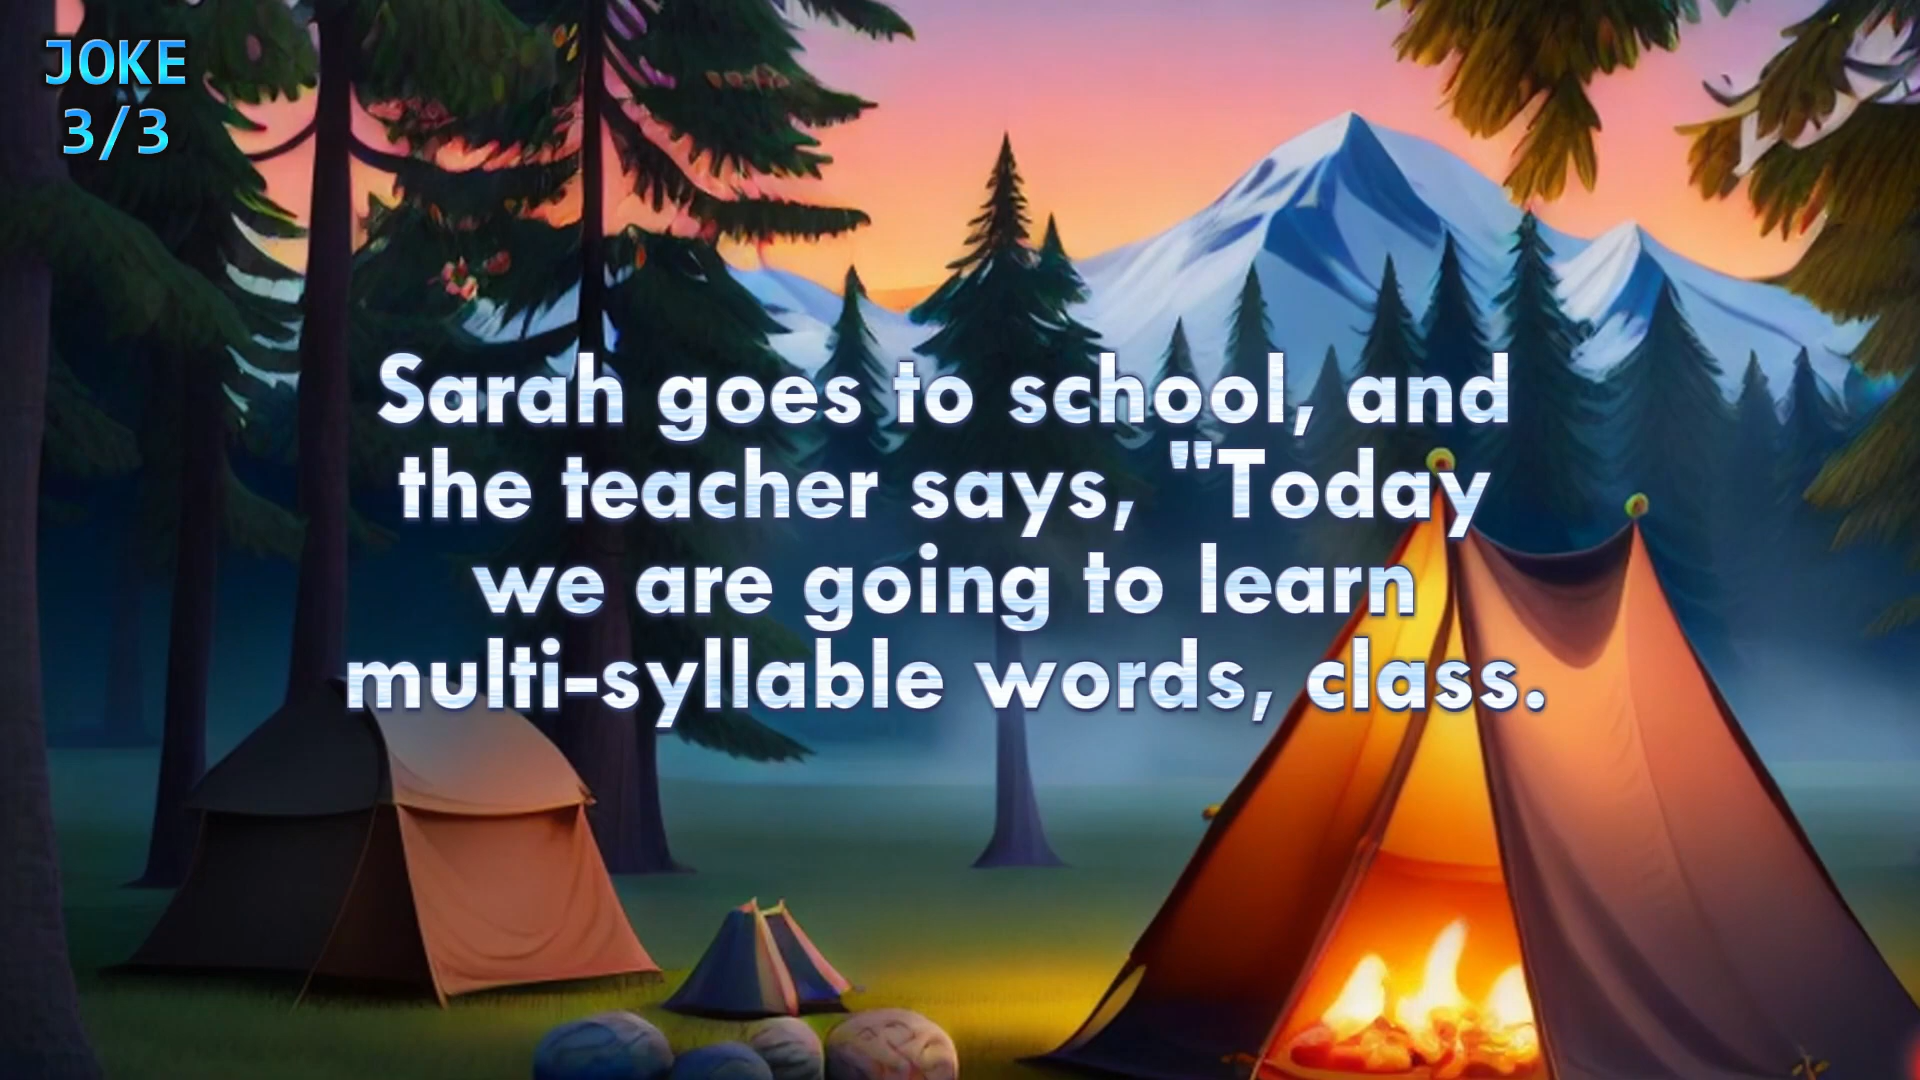 JOKE
3/3
Sarah goes to school, and
the teacher says, "Today
we are going to learn
multi-syllable words, class.